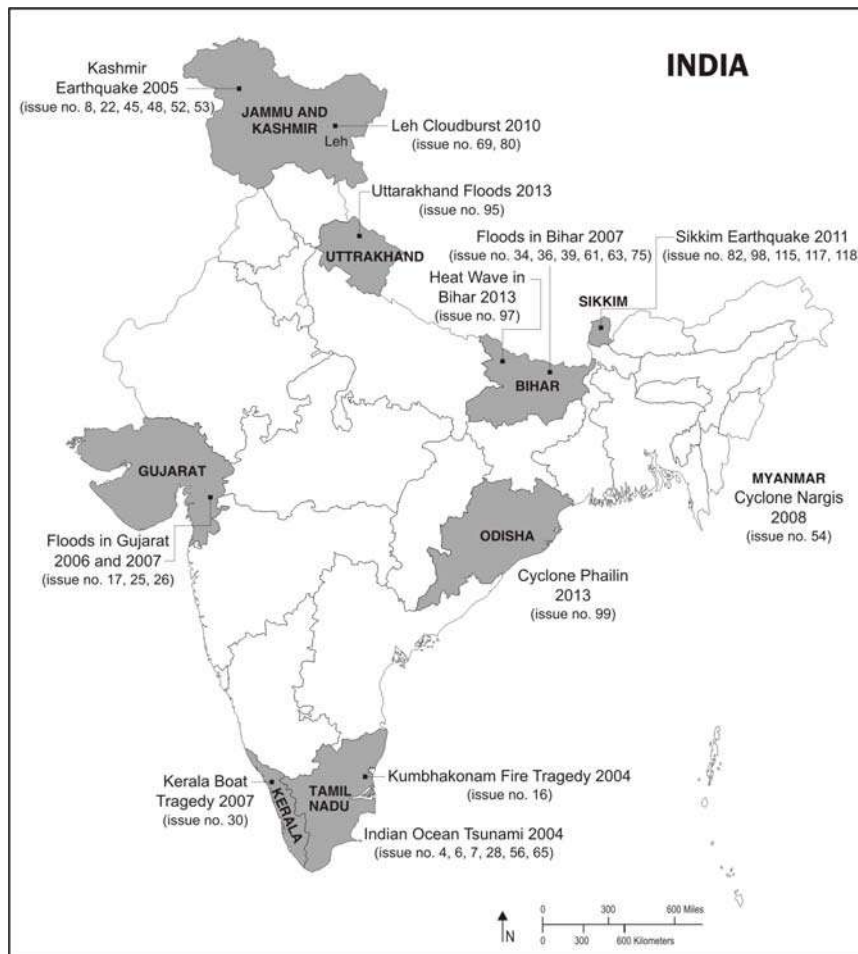 INDIA
Kashmir
Earthquake 2005
(issue no. 8, 22, 45, 48, 52, 53)
JAMMU AND
KASHMIR
Leh
Leh Cloudburst 2010
(issue no. 69, 80)
Uttarakhand Floods 2013
(issue no. 95)
UTTRAKHAND
Floods in Bihar 2007
(issue no. 34, 36, 39, 61, 63, 75)
Heat Wave in
Bihar 2013
(issue no. 97)
Sikkim Earthquake 2011
(issue no. 82, 98, 115, 117, 118)
SIKKIM
BIHAR
GUJARAT
Floods in Gujarat
2006 and 2007
(issue no. 17, 25, 26)
MYANMAR
Cyclone Nargis
2008
(issue no. 54)
ODISHA
Cyclone Phailin
2013
(issue no. 99)
Kerala Boat
Tragedy 2007
(issue no. 30)
KERALA
TAMIL
NADU
Kumbhakonam Fire Tragedy 2004
(issue no. 16)
Indian Ocean Tsunami 2004
(issue no. 4, 6, 7, 28, 56, 65)
N
0 300 600 Miles
0 300 600 Kilometers